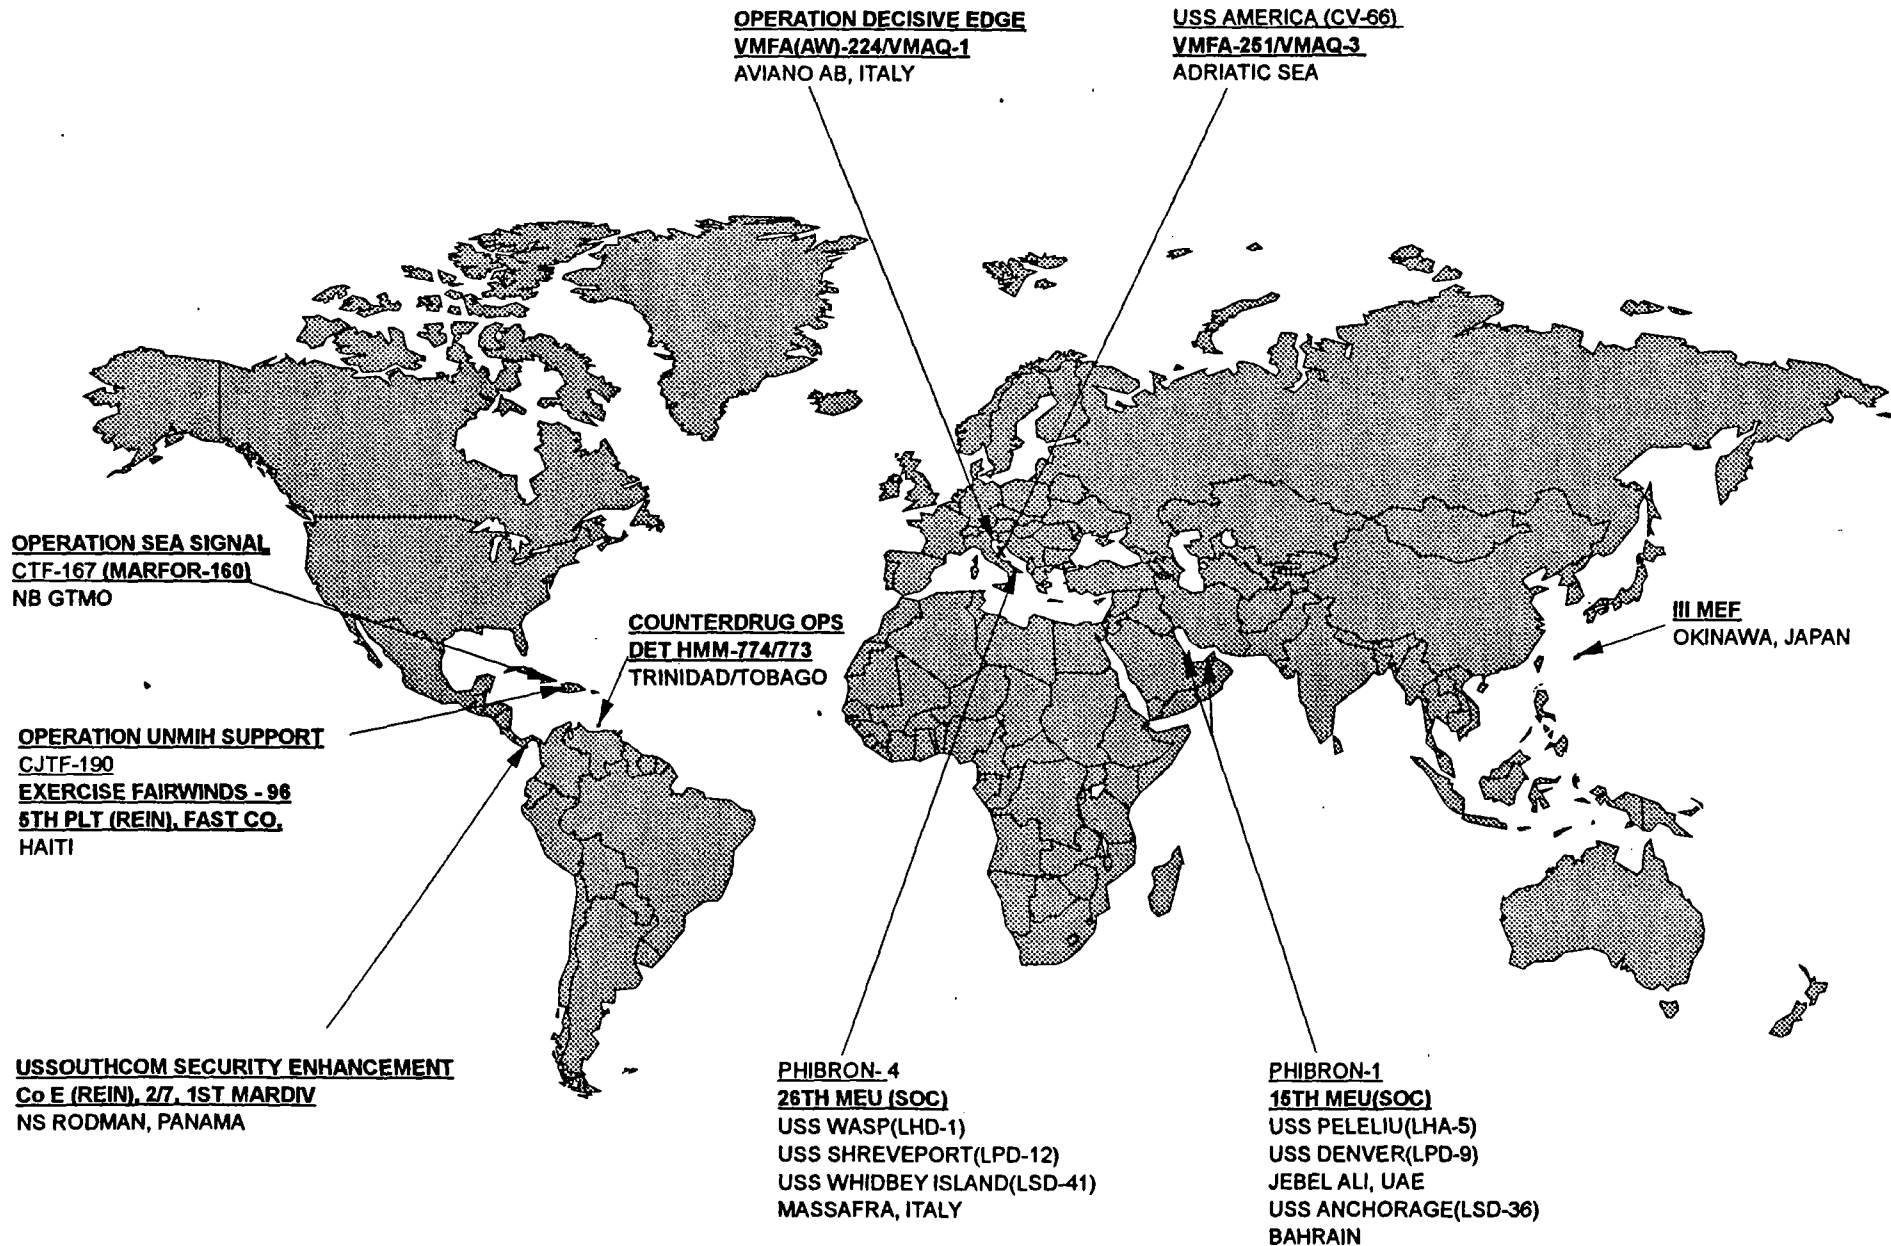 OPERATION DECISIVE EDGE
VMFA(AW)-224/VMAQ-1
AVIANO AB, ITALY
USS AMERICA (CV-66)
VMFA-251/VMAQ-3
ADRIATIC SEA
OPERATION SEA SIGNAL
CTF-167 (MARFOR-160)
NB GTMO
COUNTERDRUG OPS
DET HMM-774/773
TRINIDAD/TOBAGO
III MEF
OKINAWA, JAPAN
OPERATION UNMIH SUPPORT
CJTF-190
EXERCISE FAIRWINDS - 96
5TH PLT (REIN), FAST CO,
HAITI
USSOUTHCOM SECURITY ENHANCEMENT
Co E (REIN), 2/7, 1ST MARDIV
NS RODMAN, PANAMA
PHIBRON- 4
26TH MEU (SOC)
USS WASP(LHD-1)
USS SHREVEPORT(LPD-12)
USS WHIDBEY ISLAND(LSD-41)
MASSAFRA, ITALY
PHIBRON-1
15TH MEU(SOC)
USS PELELIU(LHA-5)
USS DENVER(LPD-9)
JEBEL ALI, UAE
USS ANCHORAGE(LSD-36)
BAHRAIN